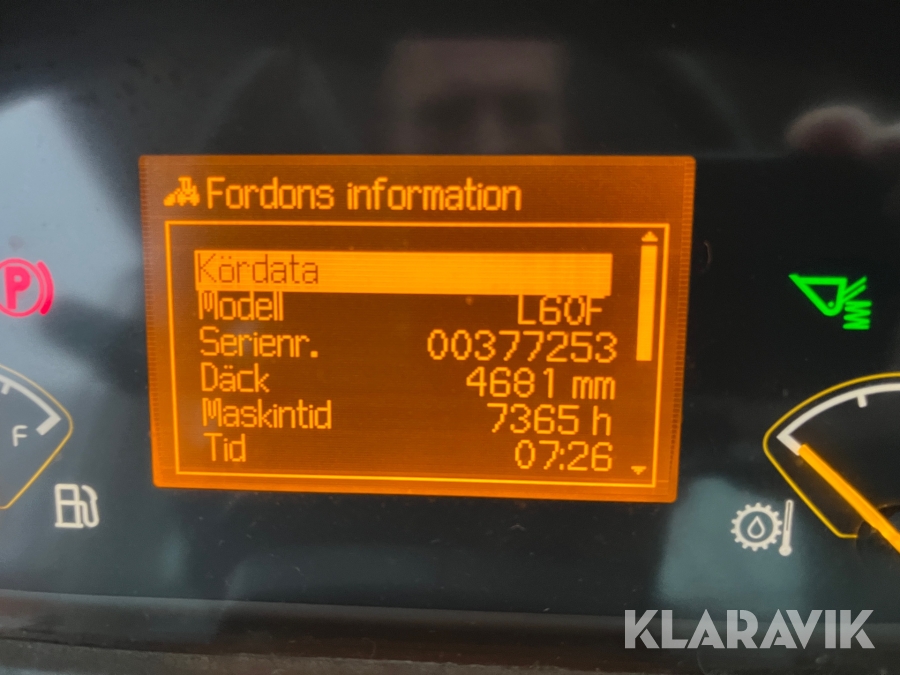 Fordons information
Kördata
Modell L60F
Serienr. 00377253
Däck 4681 mm
Maskintid 7365 h
Tid 07:26
P
F
KLARAVIK